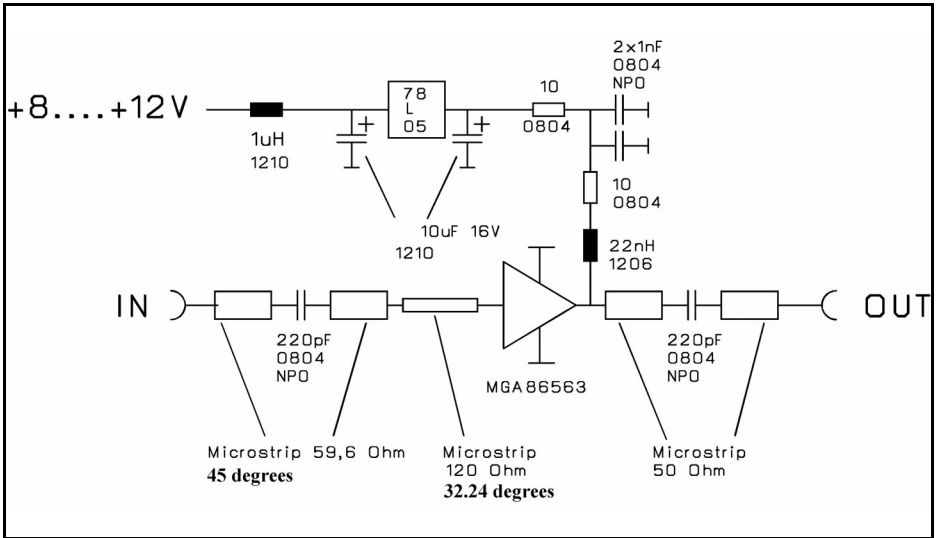 2x1nF
0804
NPO
+8....+12V
1uH
1210
78
L
05
10
0804
10
0804
10uF 16V
1210
22nH
1206
IN
OUT
220pF
0804
NPO
220pF
0804
NPO
MGA86563
Microstrip 59,6 Ohm
45 degrees
Microstrip
120 Ohm
32.24 degrees
Microstrip
50 Ohm
+
+